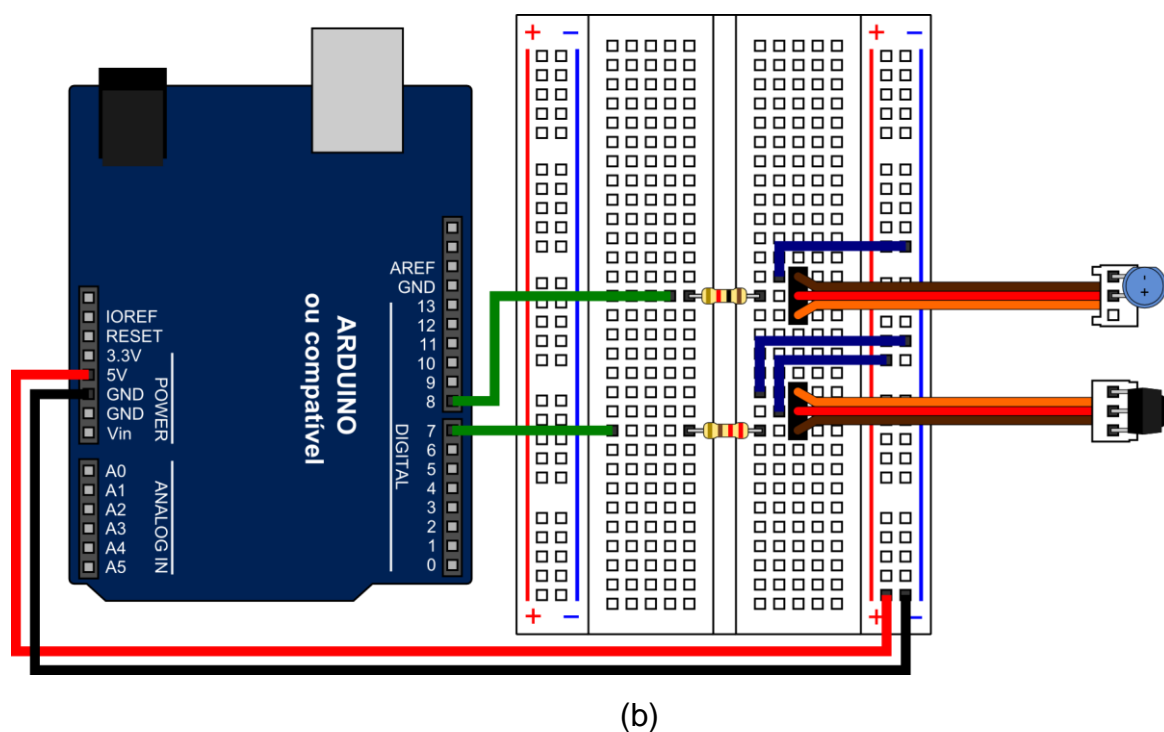 + −
+ −
IOREF
RESET
3.3V
5V
GND
GND
Vin
POWER
A0
A1
A2
A3
A4
A5
ANALOG IN
ARDUINO
ou compatível
AREF
GND
13
12
11
10
9
8
7
6
5
4
3
2
1
0
DIGITAL
- 
+
+ −
+ −
(b)